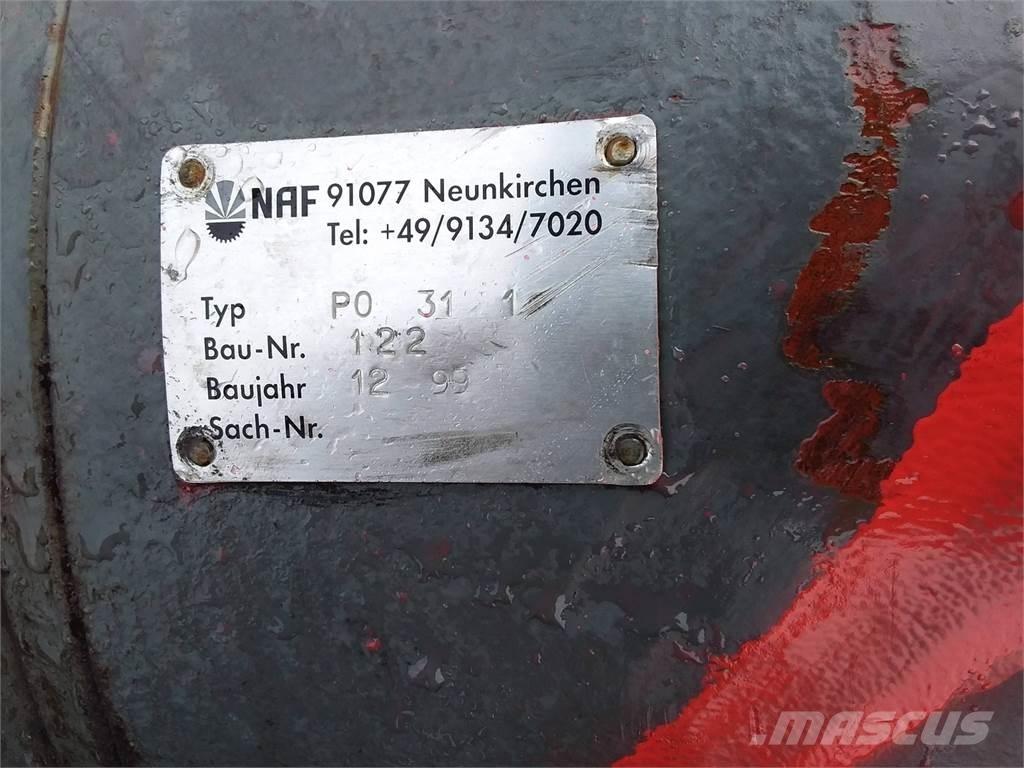 NAF 91077 Neunkirchen
Tel: +49/9134/7020
Typ PO 31 1
Bau-Nr. 122
Baujahr 12 99
Sach-Nr.
MASCUS